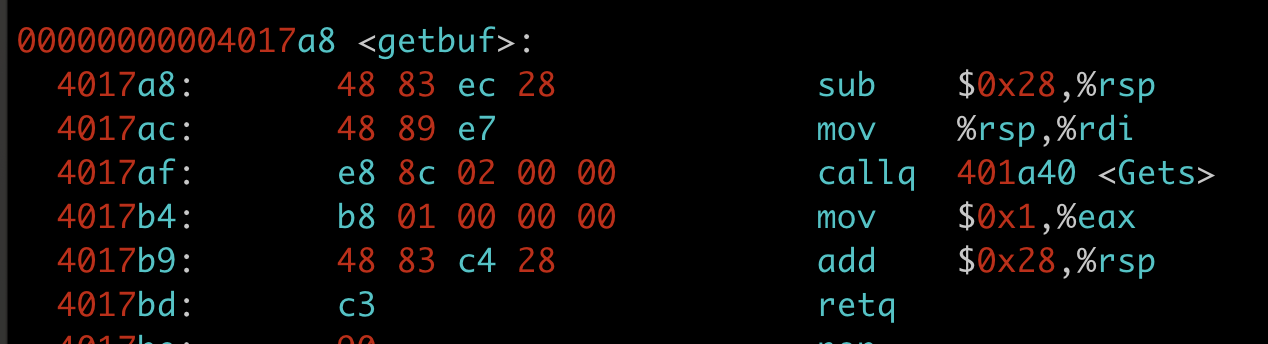 00000000004017a8 <getbuf>:
4017a8: 48 83 ec 28 sub $0x28,%rsp
4017ac: 48 89 e7 mov %rsp,%rdi
4017af: e8 8c 02 00 00 callq 401a40 <Gets>
4017b4: b8 01 00 00 00 mov $0x1,%eax
4017b9: 48 83 c4 28 add $0x28,%rsp
4017bd: c3 retq